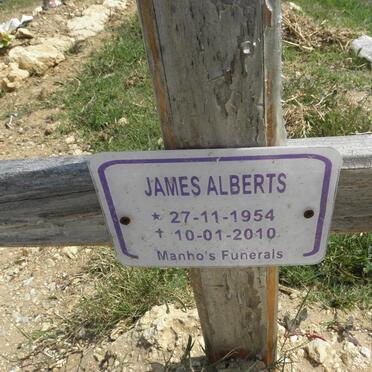 JAMES ALBERTS
* 27-11-1954
† 10-01-2010
Manho's Funerals